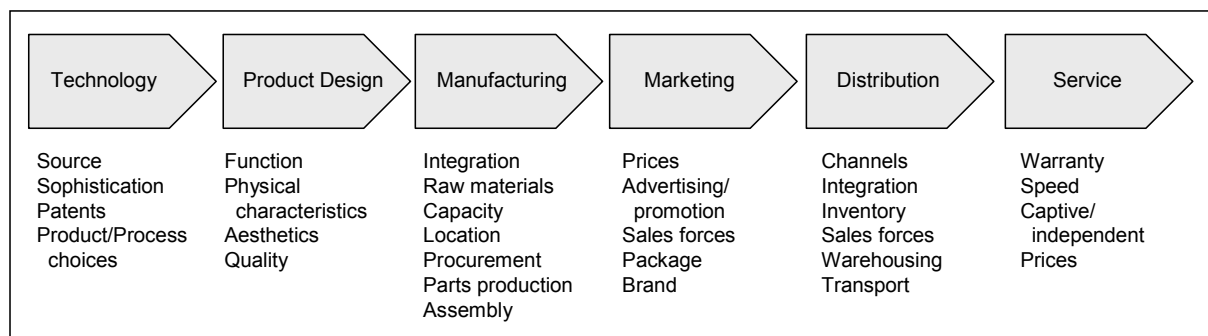 Technology
Product Design
Manufacturing
Marketing
Distribution
Service
Source
Sophistication
Patents
Product/Process
choices
Function
Physical
characteristics
Aesthetics
Quality
Integration
Raw materials
Capacity
Location
Procurement
Parts production
Assembly
Prices
Advertising/
promotion
Sales forces
Package
Brand
Channels
Integration
Inventory
Sales forces
Warehousing
Transport
Warranty
Speed
Captive/
independent
Prices